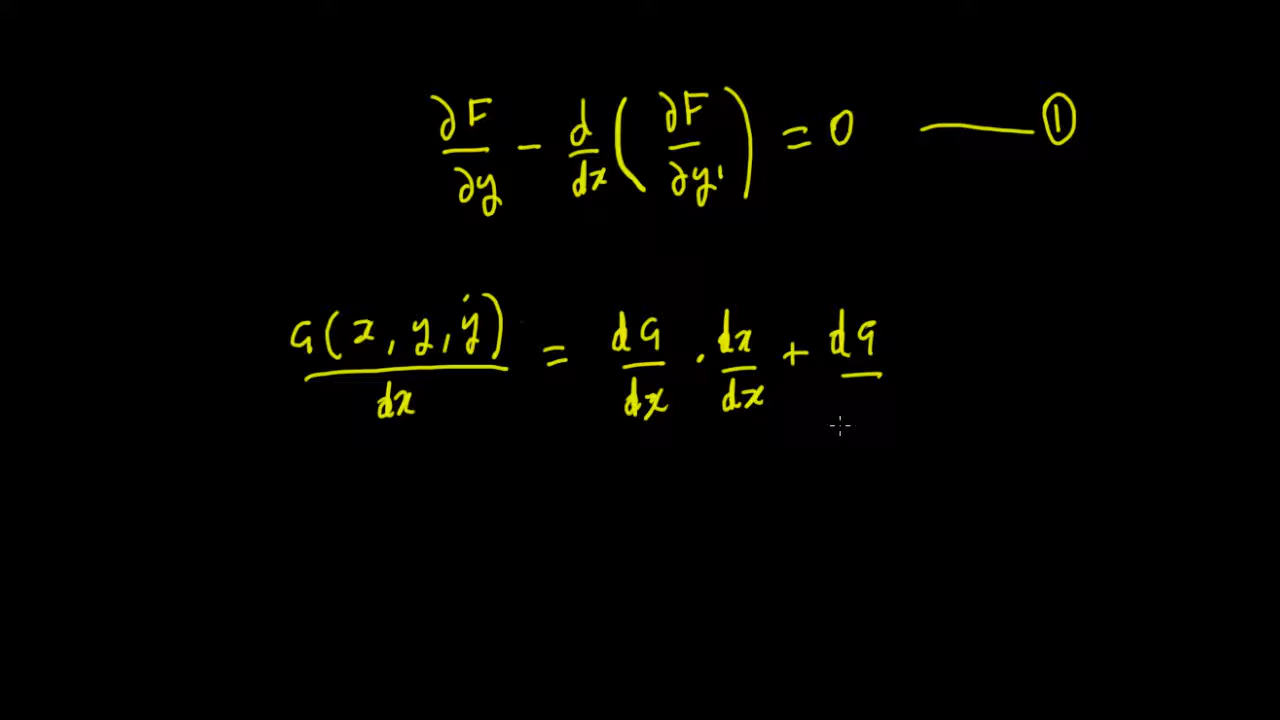 ∂F/∂y - d/dx (∂F/∂y') = 0 —— ①
G(x, y, ẏ)/dx = dG/dx · dx/dx + dG/